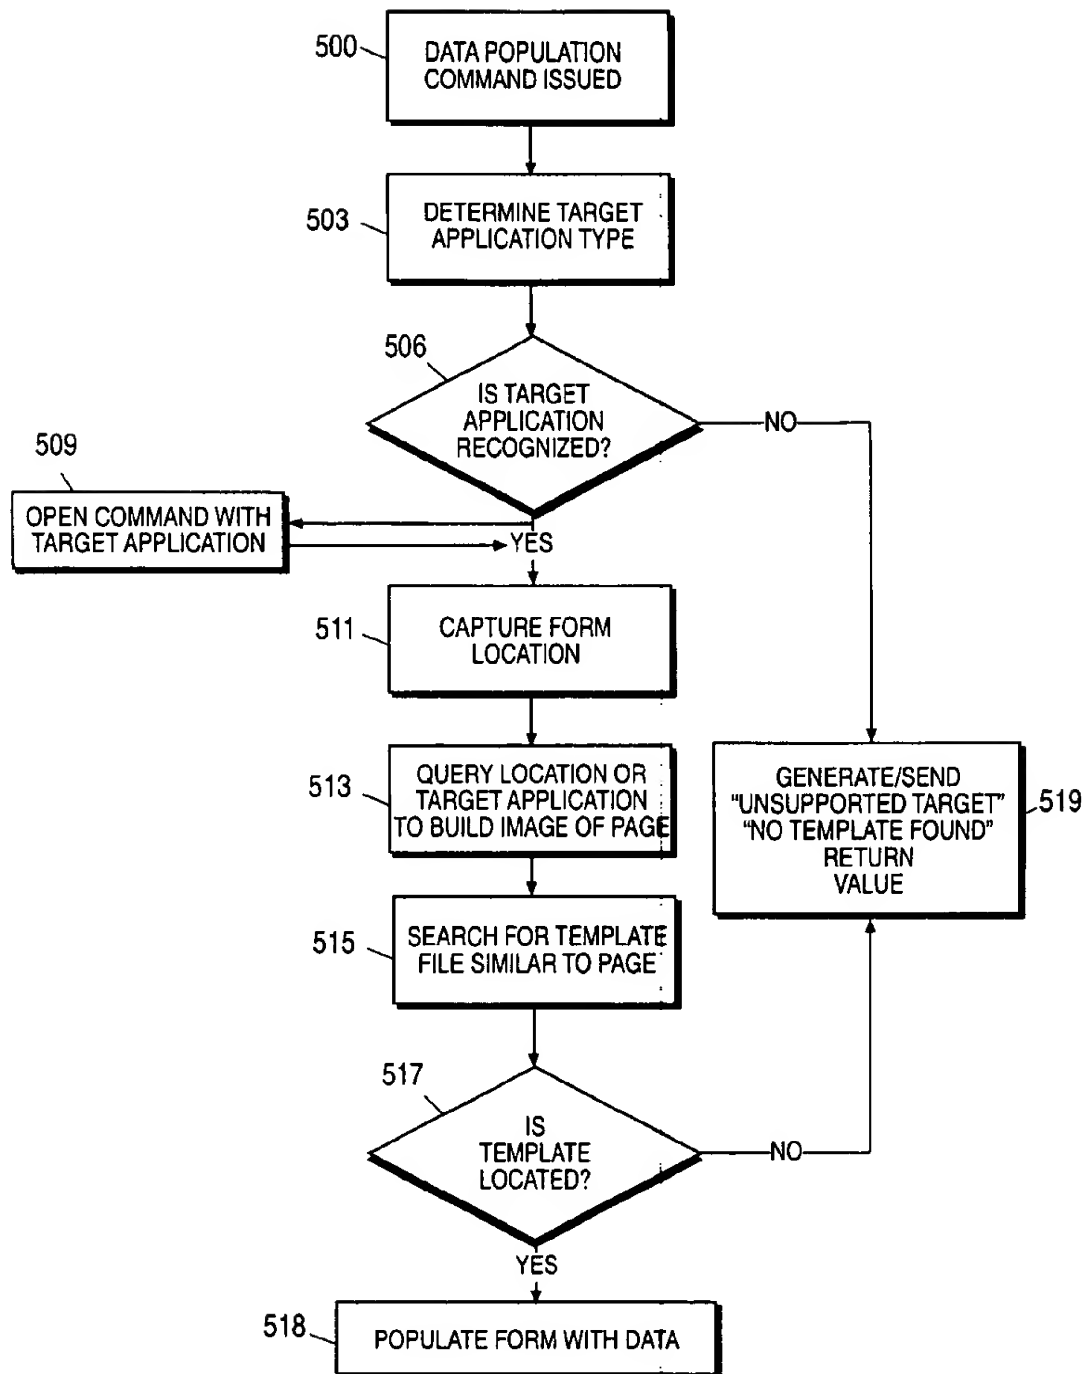 500
DATA POPULATION
COMMAND ISSUED
503
DETERMINE TARGET
APPLICATION TYPE
506
IS TARGET
APPLICATION
RECOGNIZED?
NO
509
OPEN COMMAND WITH
TARGET APPLICATION
YES
511
CAPTURE FORM
LOCATION
513
QUERY LOCATION OR
TARGET APPLICATION
TO BUILD IMAGE OF PAGE
GENERATE/SEND
"UNSUPPORTED TARGET"
"NO TEMPLATE FOUND"
RETURN
VALUE
519
515
SEARCH FOR TEMPLATE
FILE SIMILAR TO PAGE
517
IS
TEMPLATE
LOCATED?
NO
YES
518
POPULATE FORM WITH DATA